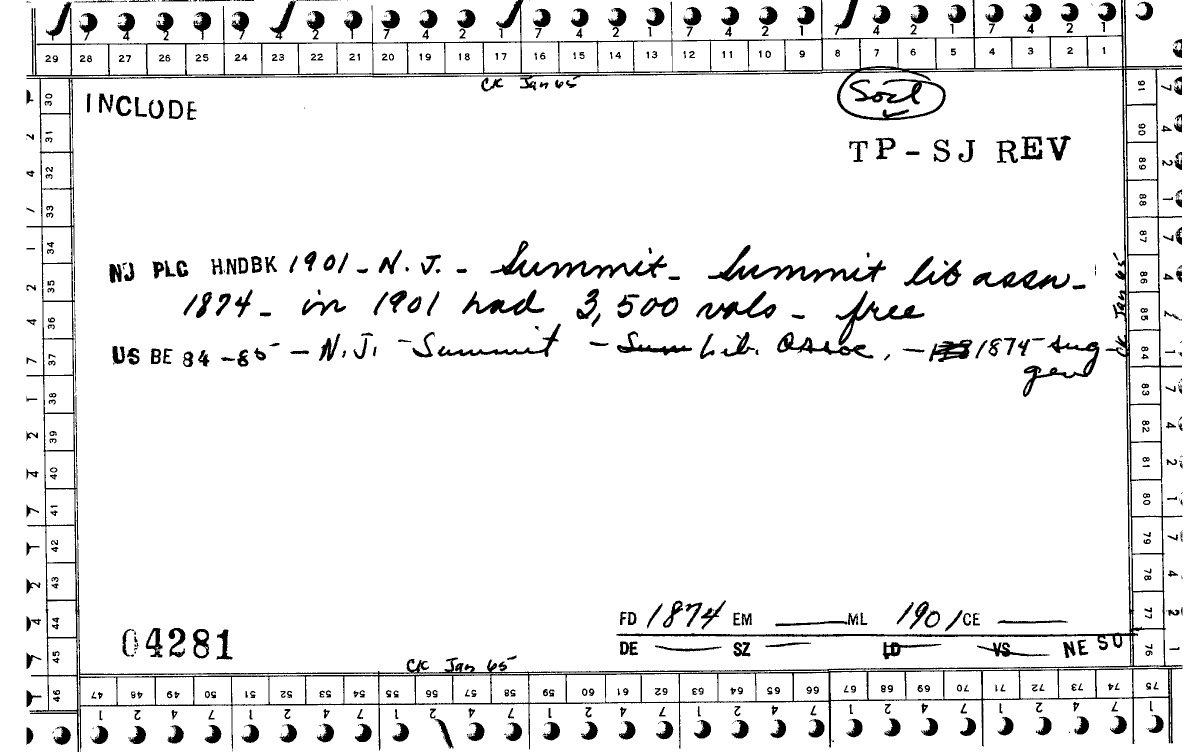 7 4 2 1 7 4 2 1 7 4 2 1 7 4 2 1 7 4 2 1 7 4 2 1
29 28 27 26 25 24 23 22 21 20 19 18 17 16 15 14 13 12 11 10 9 8 7 6 5 4 3 2 1
CK Jan 65
INCLUDE
Socl
TP-SJ REV
NJ PLC HNDBK 1901 - N. J. - Summit - Summit lib assn -
1874 - in 1901 had 3,500 vols - free
US BE 84-85 - N.J. - Summit - Sum Lib. Assoc. - 1874 - sug -
gen
CK Jan 65
04281
FD 1874 EM ML 1901 CE
DE SZ LD VS NE SO
CK Jan 65
30 31 32 33 34 35 36 37 38 39 40 41 42 43 44 45 46
47 48 49 50 51 52 53 54 55 56 57 58 59 60 61 62 63 64 65 66 67 68 69 70 71 72 73 74 75
1 2 4 7 1 2 4 7 1 2 4 7 1 2 4 7 1 2 4 7 1 2 4 7 1 2 4 7 1
91 90 89 88 87 86 85 84 83 82 81 80 79 78 77 76